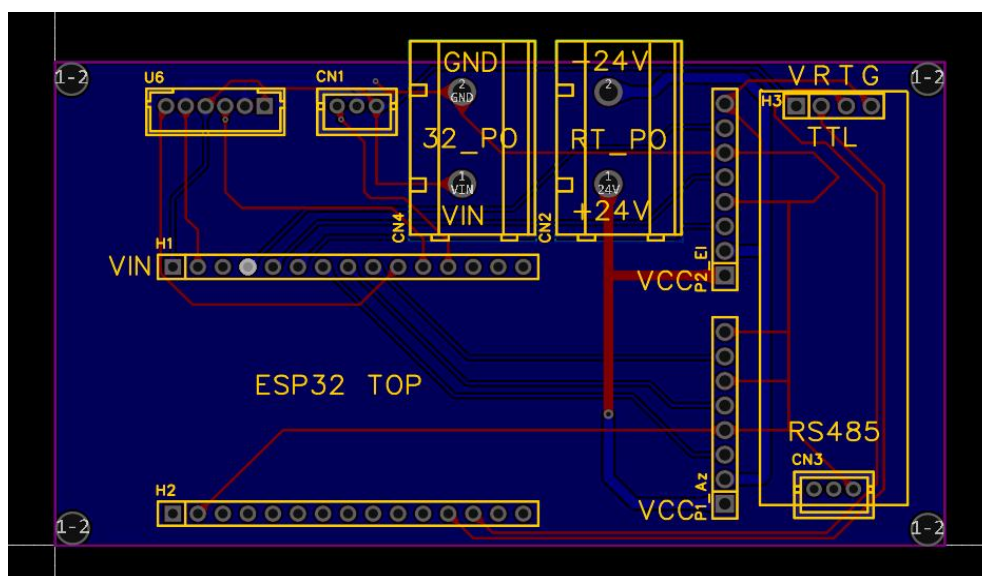 1-2
1-2
U6
CN1
GND
2
GND
32_PO
1
VIN
VIN
CN4
-24V
2
RT_PO
1
24V
+24V
CN2
VRTG
H3
TTL
H1
VIN
VCC
P2_El
ESP32 TOP
RS485
CN3
H2
VCC
P1_Az
1-2
1-2